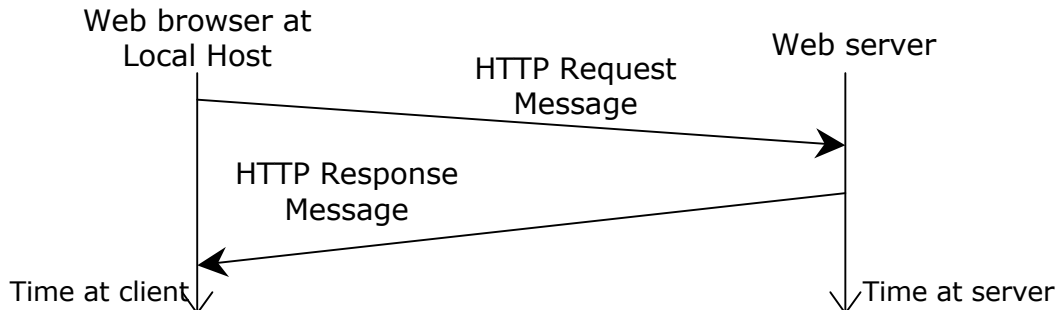 Web browser at
Local Host
Web server
HTTP Request
Message
HTTP Response
Message
Time at client
Time at server